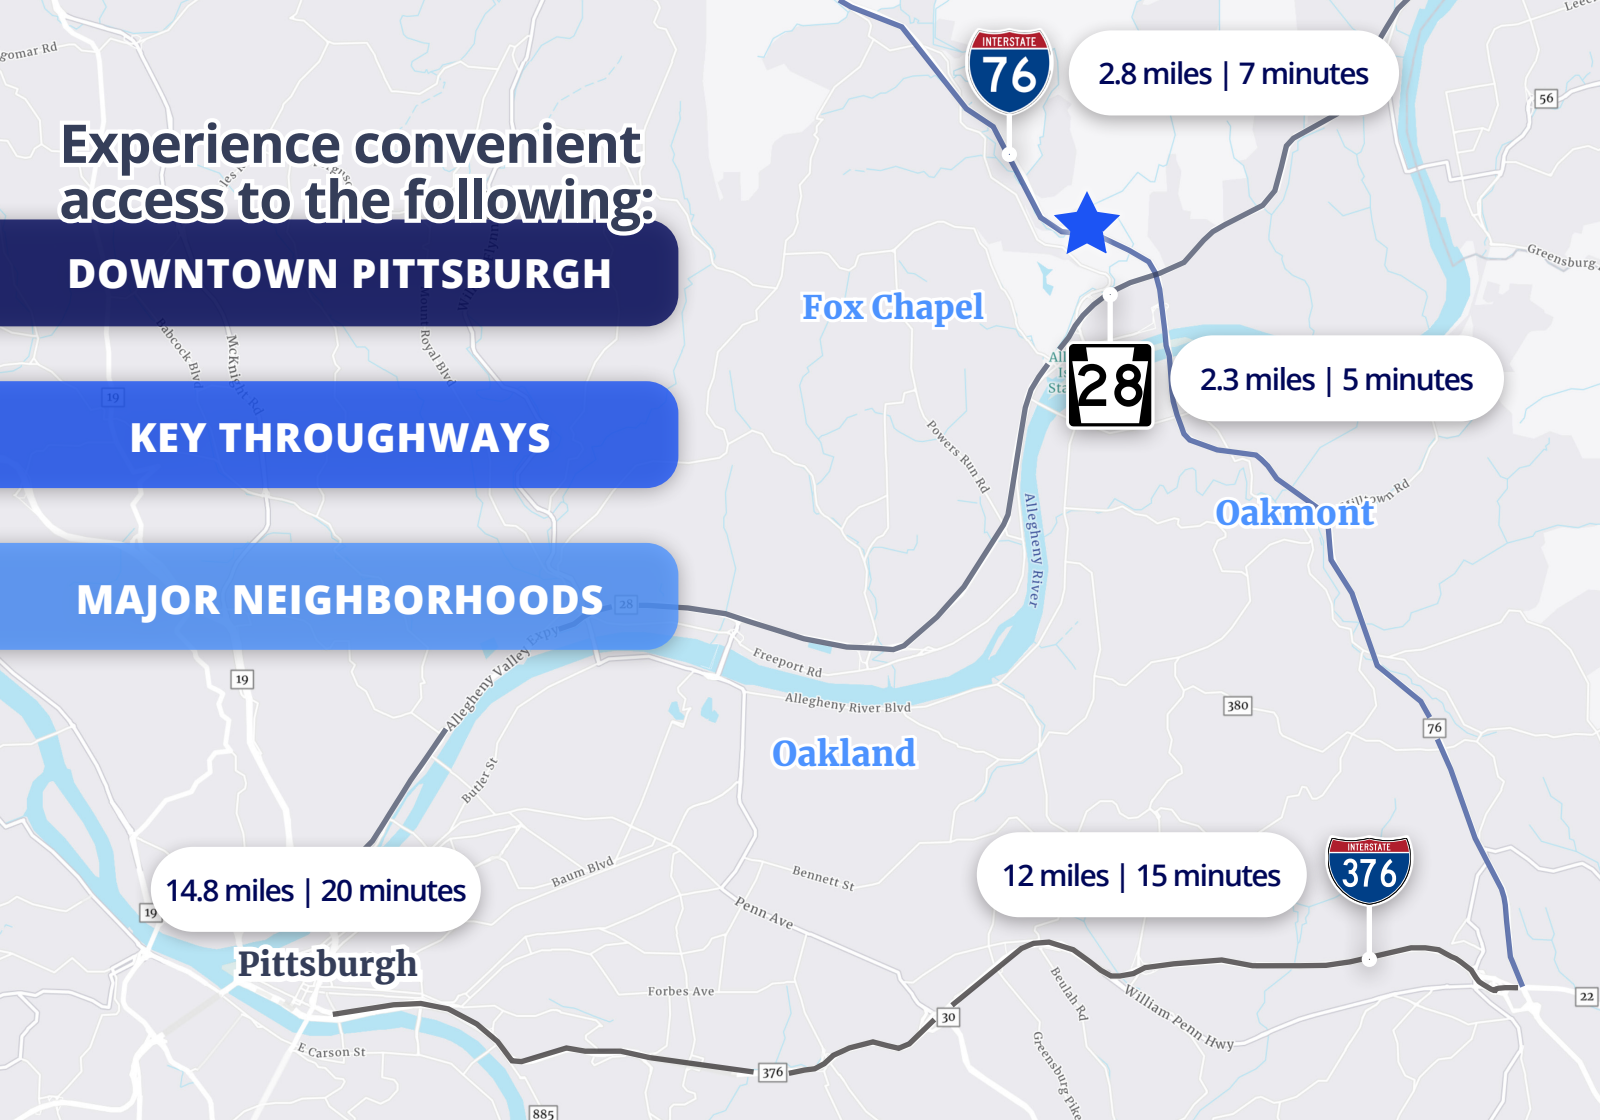 Experience convenient
access to the following:
DOWNTOWN PITTSBURGH
KEY THROUGHWAYS
MAJOR NEIGHBORHOODS
INTERSTATE
76
2.8 miles | 7 minutes
56
Greensburg
Fox Chapel
28
2.3 miles | 5 minutes
Babcock Blvd
McKnight Rd
Mount Royal Blvd
19
Powers Run Rd
Milltown Rd
Oakmont
Allegheny River
28
Allegheny Valley Expy
Freeport Rd
Allegheny River Blvd
19
380
76
Oakland
Butler St
14.8 miles | 20 minutes
19
Pittsburgh
Baum Blvd
Bennett St
Penn Ave
12 miles | 15 minutes
INTERSTATE
376
Forbes Ave
Beulah Rd
William Penn Hwy
22
30
E Carson St
Greensburg Pike
376
885